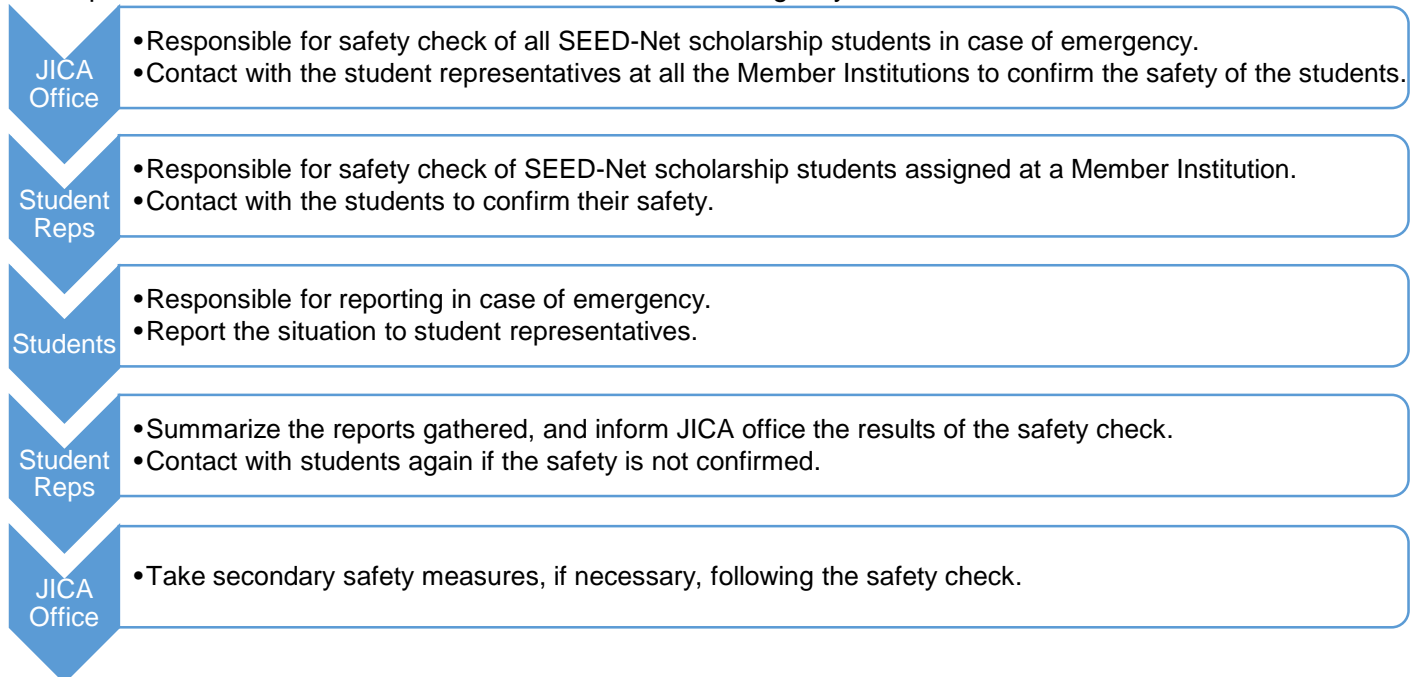 JICA
Office
•Responsible for safety check of all SEED-Net scholarship students in case of emergency.
•Contact with the student representatives at all the Member Institutions to confirm the safety of the students.
Student
Reps
•Responsible for safety check of SEED-Net scholarship students assigned at a Member Institution.
•Contact with the students to confirm their safety.
Students
•Responsible for reporting in case of emergency.
•Report the situation to student representatives.
Student
Reps
•Summarize the reports gathered, and inform JICA office the results of the safety check.
•Contact with students again if the safety is not confirmed.
JICA
Office
•Take secondary safety measures, if necessary, following the safety check.